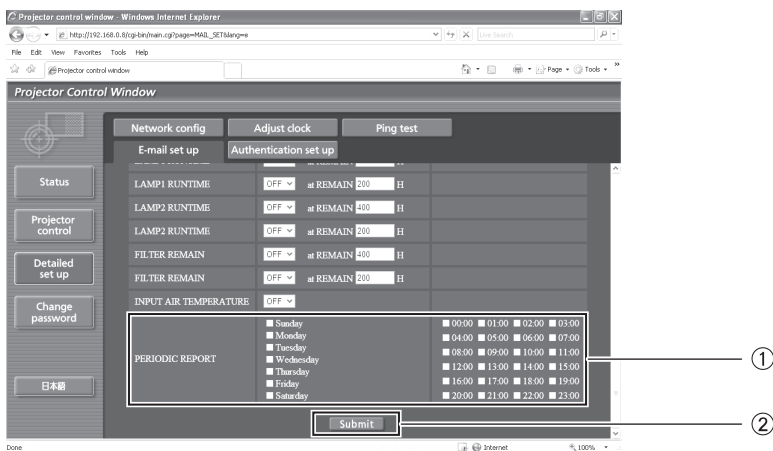 Projector control window - Windows Internet Explorer
http://192.168.0.8/cgi-bin/main.cgi?page=MAIL_SET&lang=e
Live Search
File Edit View Favorites Tools Help
Projector control window
Page Tools
Projector Control Window
Network config Adjust clock Ping test
E-mail set up Authentication set up
Status
Projector control
Detailed set up
Change password
日本語
at REMAIN 200 H
LAMP1 RUNTIME OFF at REMAIN 200 H
LAMP2 RUNTIME OFF at REMAIN 400 H
LAMP2 RUNTIME OFF at REMAIN 200 H
FILTER REMAIN OFF at REMAIN 400 H
FILTER REMAIN OFF at REMAIN 200 H
INPUT AIR TEMPERATURE OFF
PERIODIC REPORT
Sunday
Monday
Tuesday
Wednesday
Thursday
Friday
Saturday
00:00 01:00 02:00 03:00
04:00 05:00 06:00 07:00
08:00 09:00 10:00 11:00
12:00 13:00 14:00 15:00
16:00 17:00 18:00 19:00
20:00 21:00 22:00 23:00
①
Submit
②
Done Internet 100%